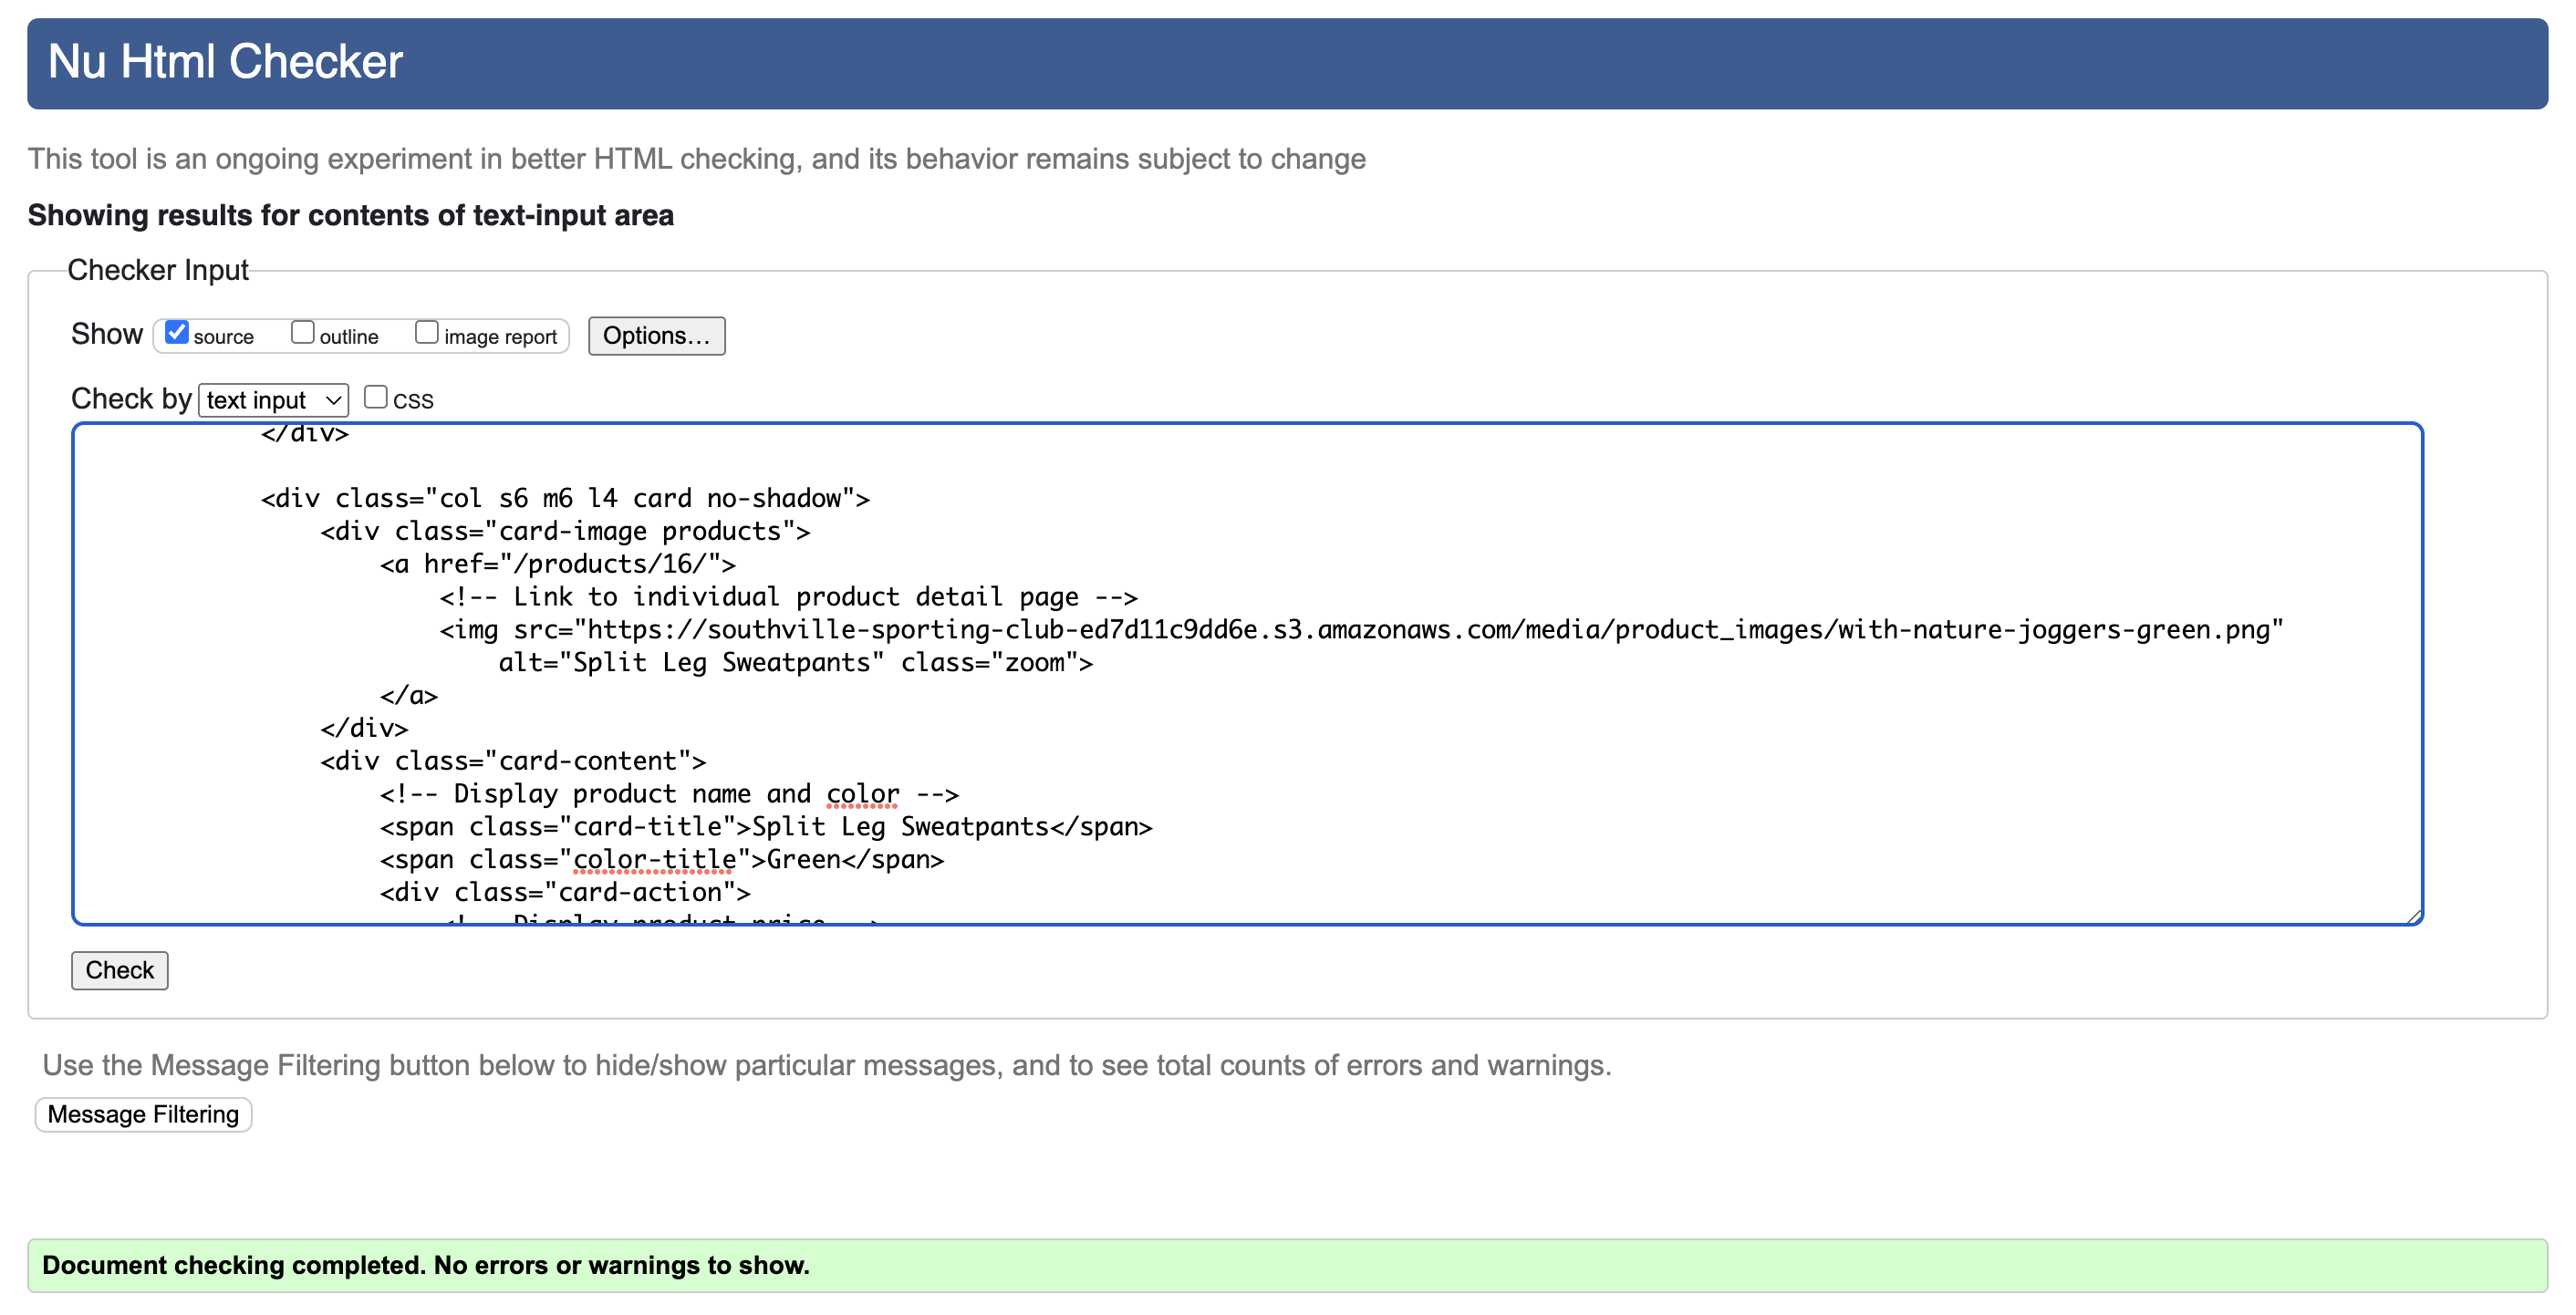 Nu Html Checker
This tool is an ongoing experiment in better HTML checking, and its behavior remains subject to change
Showing results for contents of text-input area
Checker Input
Show source outline image report Options...
Check by text input css
</div>
<div class="col s6 m6 l4 card no-shadow">
<div class="card-image products">
<a href="/products/16/">
<!-- Link to individual product detail page -->
<img src="https://southville-sporting-club-ed7d11c9dd6e.s3.amazonaws.com/media/product_images/with-nature-joggers-green.png"
alt="Split Leg Sweatpants" class="zoom">
</a>
</div>
<div class="card-content">
<!-- Display product name and color -->
<span class="card-title">Split Leg Sweatpants</span>
<span class="color-title">Green</span>
<div class="card-action">
<!-- Display product price -->
Check
Use the Message Filtering button below to hide/show particular messages, and to see total counts of errors and warnings.
Message Filtering
Document checking completed. No errors or warnings to show.